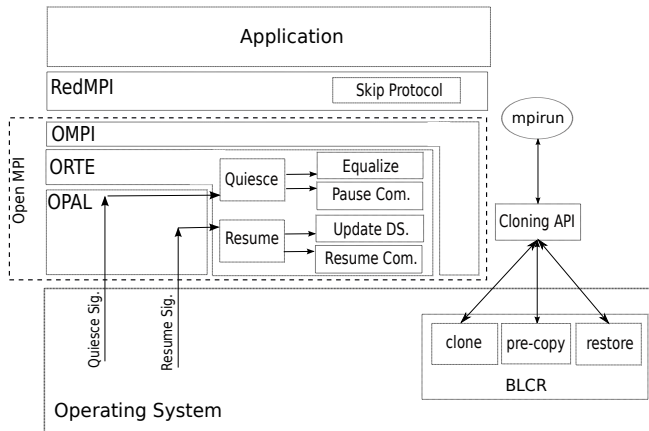 Application
RedMPI
Skip Protocol
mpirun
OMPI
ORTE
Open MPI
Quiesce
Equalize
Pause Com.
OPAL
Resume
Update DS.
Resume Com.
Cloning API
Quiesce Sig.
Resume Sig.
clone
pre-copy
restore
BLCR
Operating System